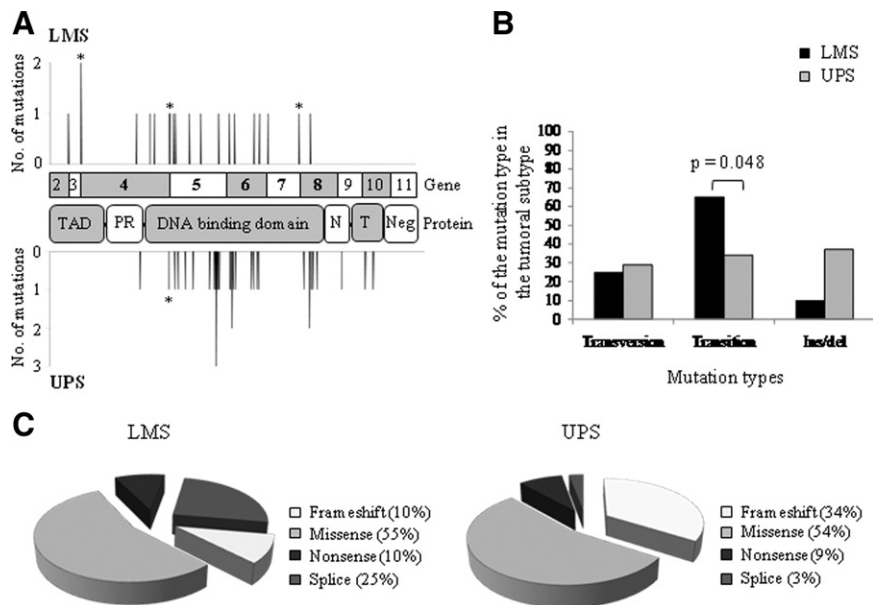 A
LMS
*
2
*
*
1
0
No. of mutations
2 3 4 5 6 7 8 9 10 11 Gene
TAD PR DNA binding domain N T Neg Protein
0
1
*
2
3
No. of mutations
UPS
B
LMS
UPS
100
90
80
70
60
50
40
30
20
10
0
% of the mutation type in
the tumoral subtype
p = 0.048
Transversion Transition Ins/del
Mutation types
C
LMS
Frameshift (10%)
Missense (55%)
Nonsense (10%)
Splice (25%)
UPS
Frameshift (34%)
Missense (54%)
Nonsense (9%)
Splice (3%)